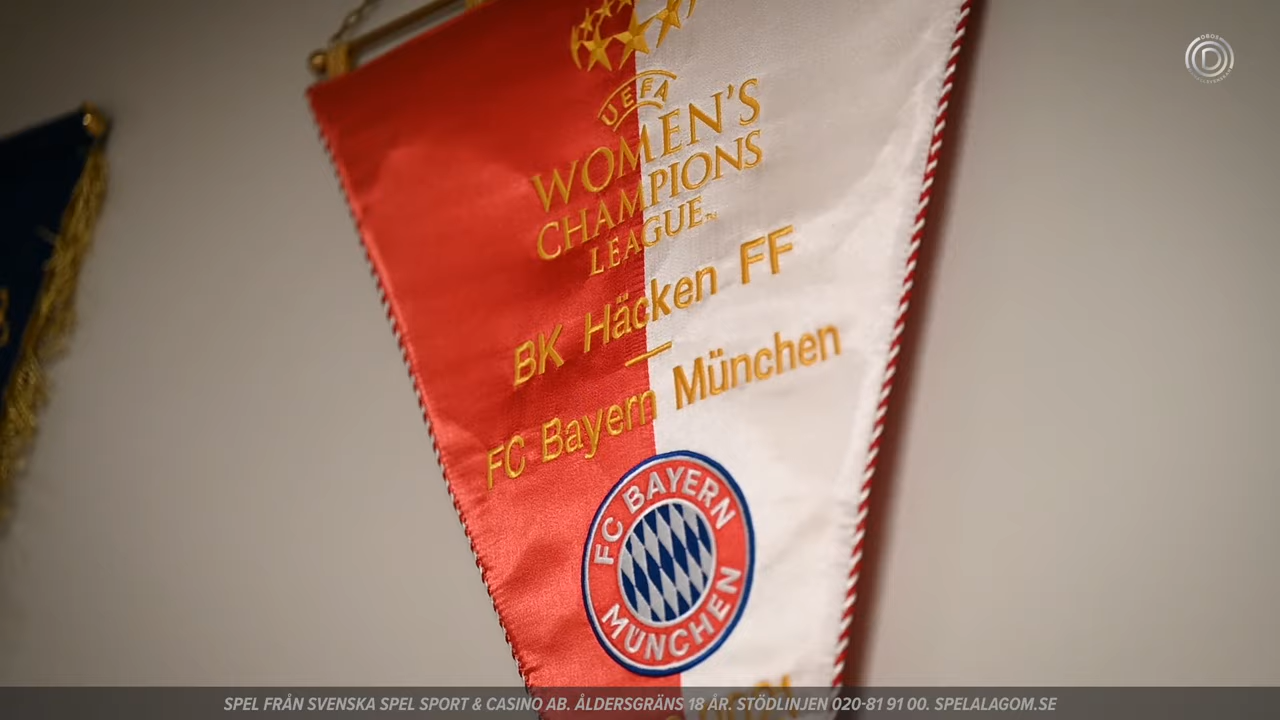 UEFA
WOMEN'S
CHAMPIONS
LEAGUE™
BK Häcken FF
—
FC Bayern München
FC BAYERN
MÜNCHEN
SPEL FRÅN SVENSKA SPEL SPORT & CASINO AB. ÅLDERSGRÄNS 18 ÅR. STÖDLINJEN 020-81 91 00. SPELALAGOM.SE